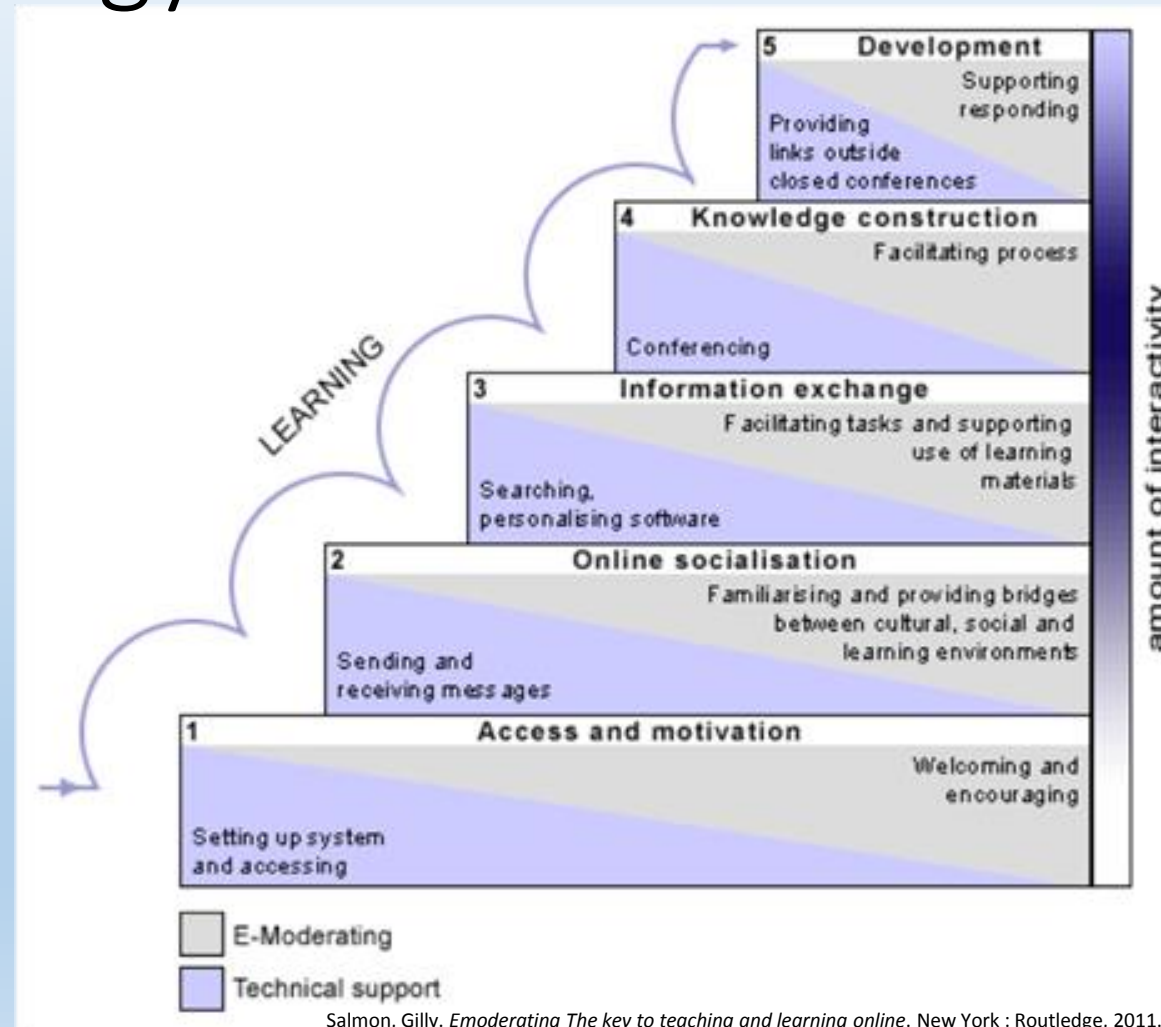 5 Development
Supporting
responding
Providing
links outside
closed conferences
4 Knowledge construction
Facilitating process
Conferencing
3 Information exchange
Facilitating tasks and supporting
use of learning
materials
Searching,
personalising software
2 Online socialisation
Familiarising and providing bridges
between cultural, social and
learning environments
Sending and
receiving messages
1 Access and motivation
Welcoming and
encouraging
Setting up system
and accessing
LEARNING
amount of interactivity
E-Moderating
Technical support
Salmon, Gilly. Emoderating The key to teaching and learning online. New York : Routledge, 2011.